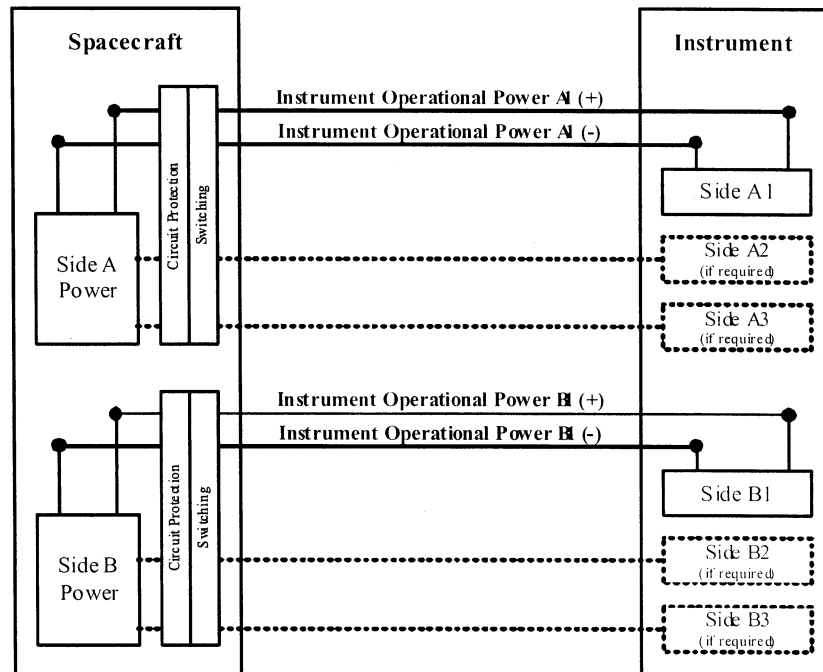 Spacecraft
Instrument
Instrument Operational Power A1 (+)
Instrument Operational Power A1 (-)
Circuit Protection
Switching
Side A
Power
Side A1
Side A2
(if required)
Side A3
(if required)
Instrument Operational Power B1 (+)
Instrument Operational Power B1 (-)
Circuit Protection
Switching
Side B
Power
Side B1
Side B2
(if required)
Side B3
(if required)